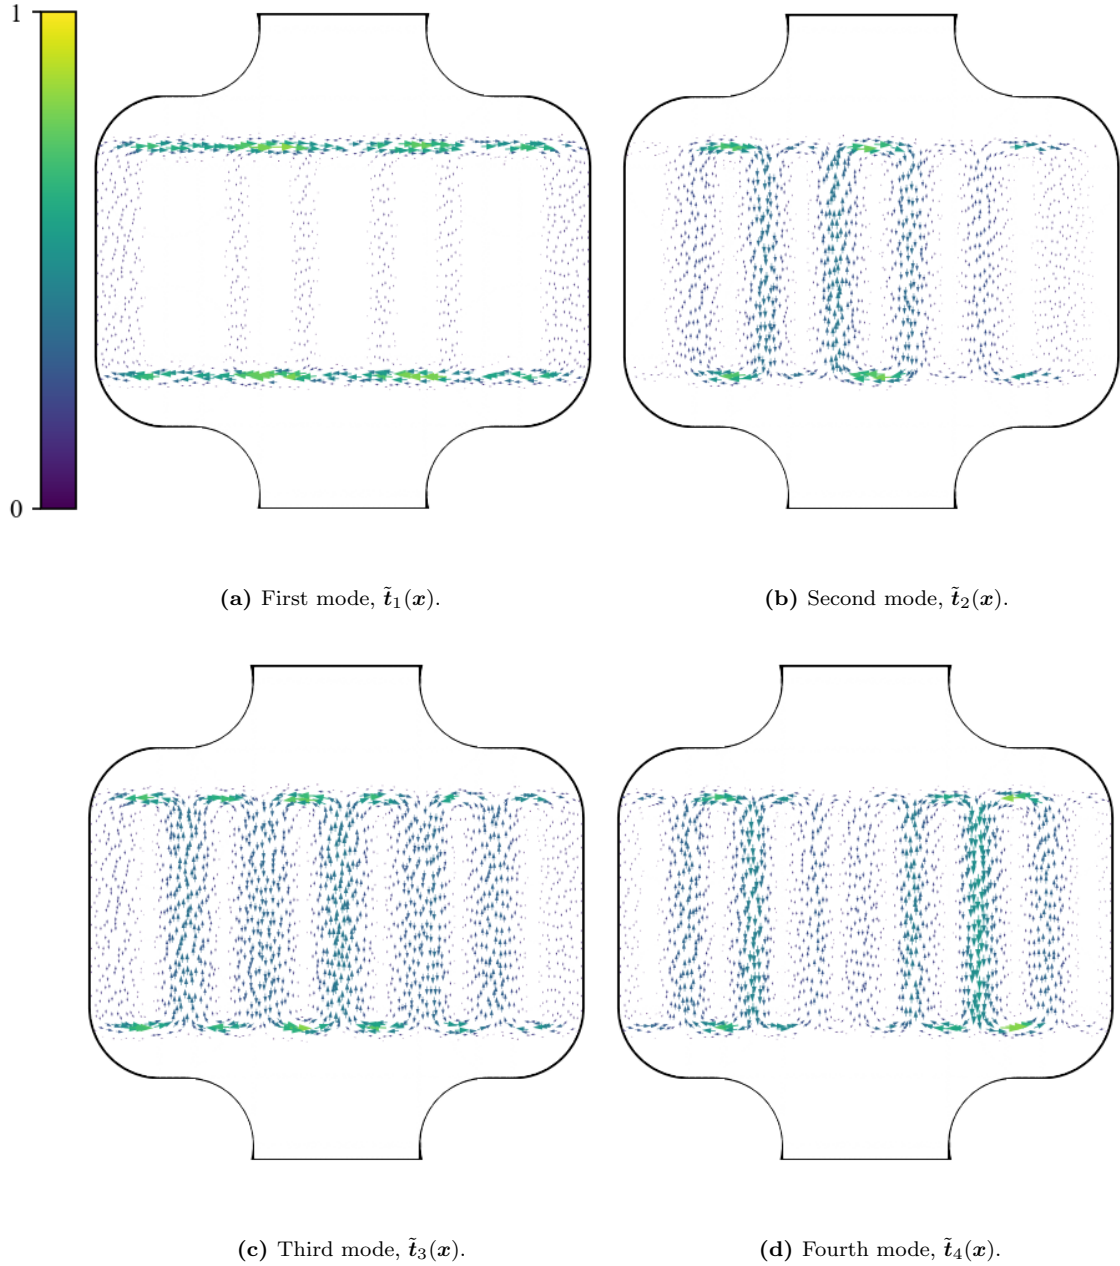 1
0
(a) First mode, t̃₁(x).
(b) Second mode, t̃₂(x).
(c) Third mode, t̃₃(x).
(d) Fourth mode, t̃₄(x).